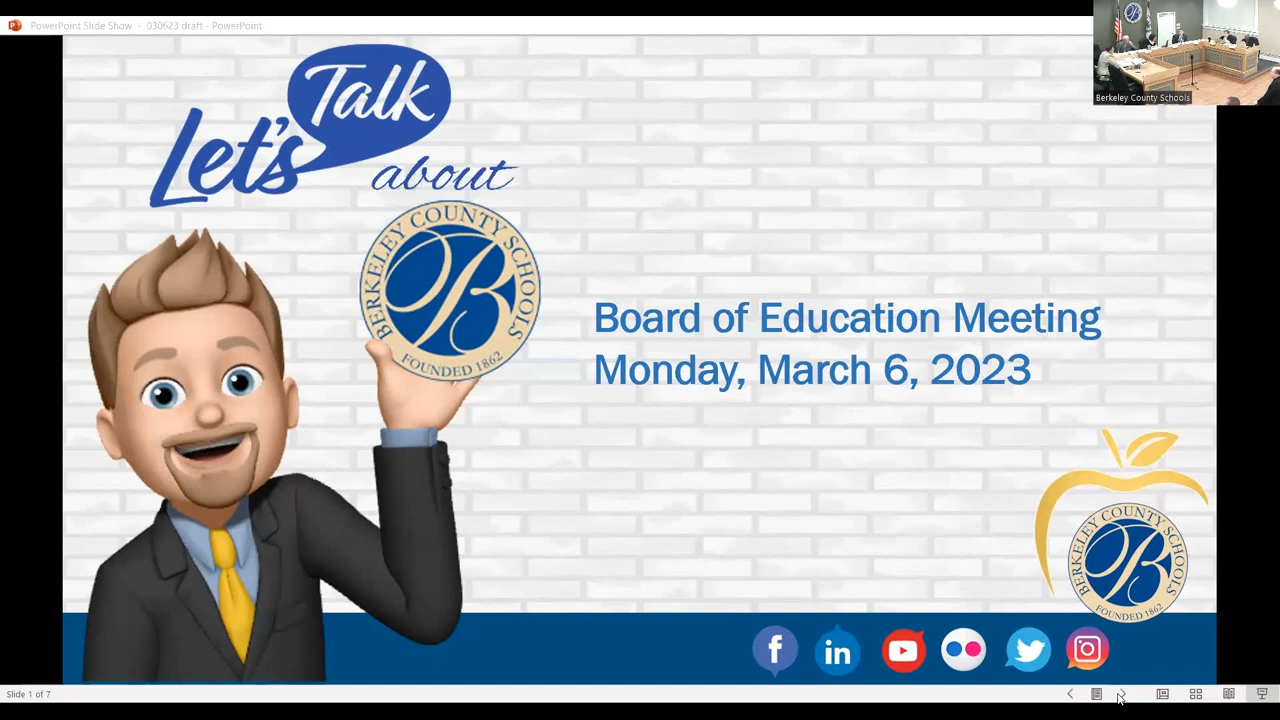 PowerPoint Slide Show - 030623 draft - PowerPoint
Berkeley County Schools
Let's
Talk
about
BERKELEY COUNTY SCHOOLS
B
FOUNDED 1862
Board of Education Meeting
Monday, March 6, 2023
BERKELEY COUNTY SCHOOLS
B
FOUNDED 1862
f
in
Slide 1 of 7